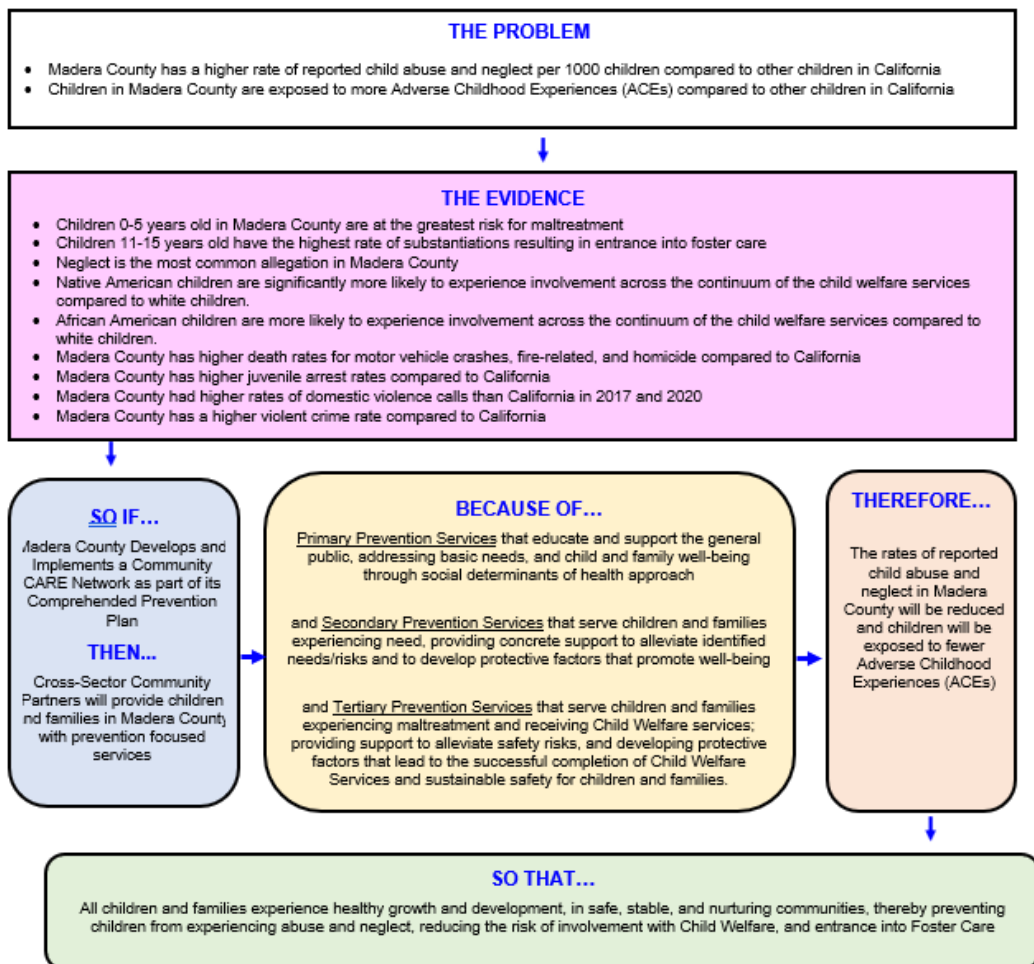 THE PROBLEM
• Madera County has a higher rate of reported child abuse and neglect per 1000 children compared to other children in California
• Children in Madera County are exposed to more Adverse Childhood Experiences (ACEs) compared to other children in California
THE EVIDENCE
• Children 0-5 years old in Madera County are at the greatest risk for maltreatment
• Children 11-15 years old have the highest rate of substantiations resulting in entrance into foster care
• Neglect is the most common allegation in Madera County
• Native American children are significantly more likely to experience involvement across the continuum of the child welfare services
compared to white children.
• African American children are more likely to experience involvement across the continuum of the child welfare services compared to
white children.
• Madera County has higher death rates for motor vehicle crashes, fire-related, and homicide compared to California
• Madera County has higher juvenile arrest rates compared to California
• Madera County had higher rates of domestic violence calls than California in 2017 and 2020
• Madera County has a higher violent crime rate compared to California
SO IF…
Madera County Develops and
Implements a Community
CARE Network as part of its
Comprehended Prevention
Plan
THEN…
Cross-Sector Community
Partners will provide children
nd families in Madera County
with prevention focused
services
BECAUSE OF…
Primary Prevention Services that educate and support the general
public, addressing basic needs, and child and family well-being
through social determinants of health approach
and Secondary Prevention Services that serve children and families
experiencing need, providing concrete support to alleviate identified
needs/risks and to develop protective factors that promote well-being
and Tertiary Prevention Services that serve children and families
experiencing maltreatment and receiving Child Welfare services;
providing support to alleviate safety risks, and developing protective
factors that lead to the successful completion of Child Welfare
Services and sustainable safety for children and families.
THEREFORE…
The rates of reported
child abuse and
neglect in Madera
County will be reduced
and children will be
exposed to fewer
Adverse Childhood
Experiences (ACEs)
SO THAT…
All children and families experience healthy growth and development, in safe, stable, and nurturing communities, thereby preventing
children from experiencing abuse and neglect, reducing the risk of involvement with Child Welfare, and entrance into Foster Care